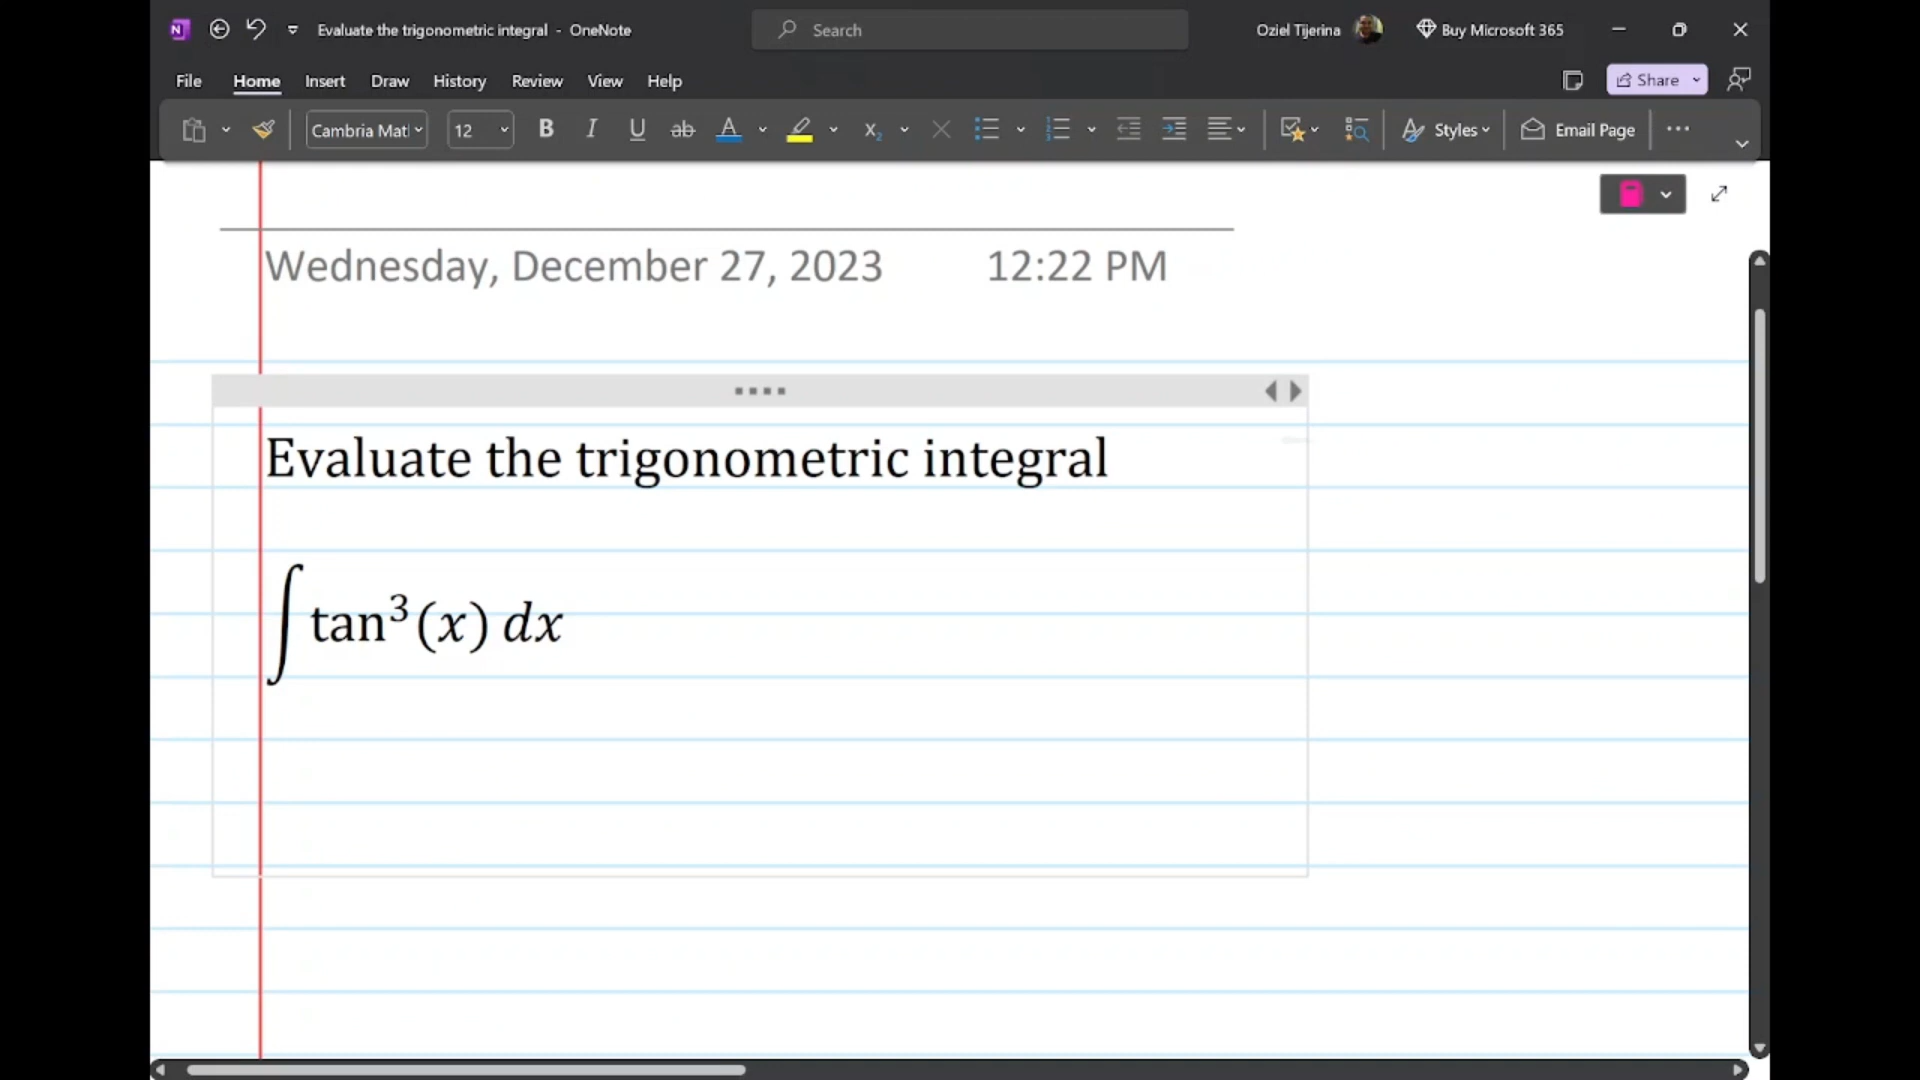 Evaluate the trigonometric integral - OneNote
Search
Oziel Tijerina
Buy Microsoft 365
File Home Insert Draw History Review View Help
Share
Cambria Mat
12
B I U ab A X₂
Styles
Email Page
Wednesday, December 27, 2023 12:22 PM
Evaluate the trigonometric integral
∫ tan³(x) dx